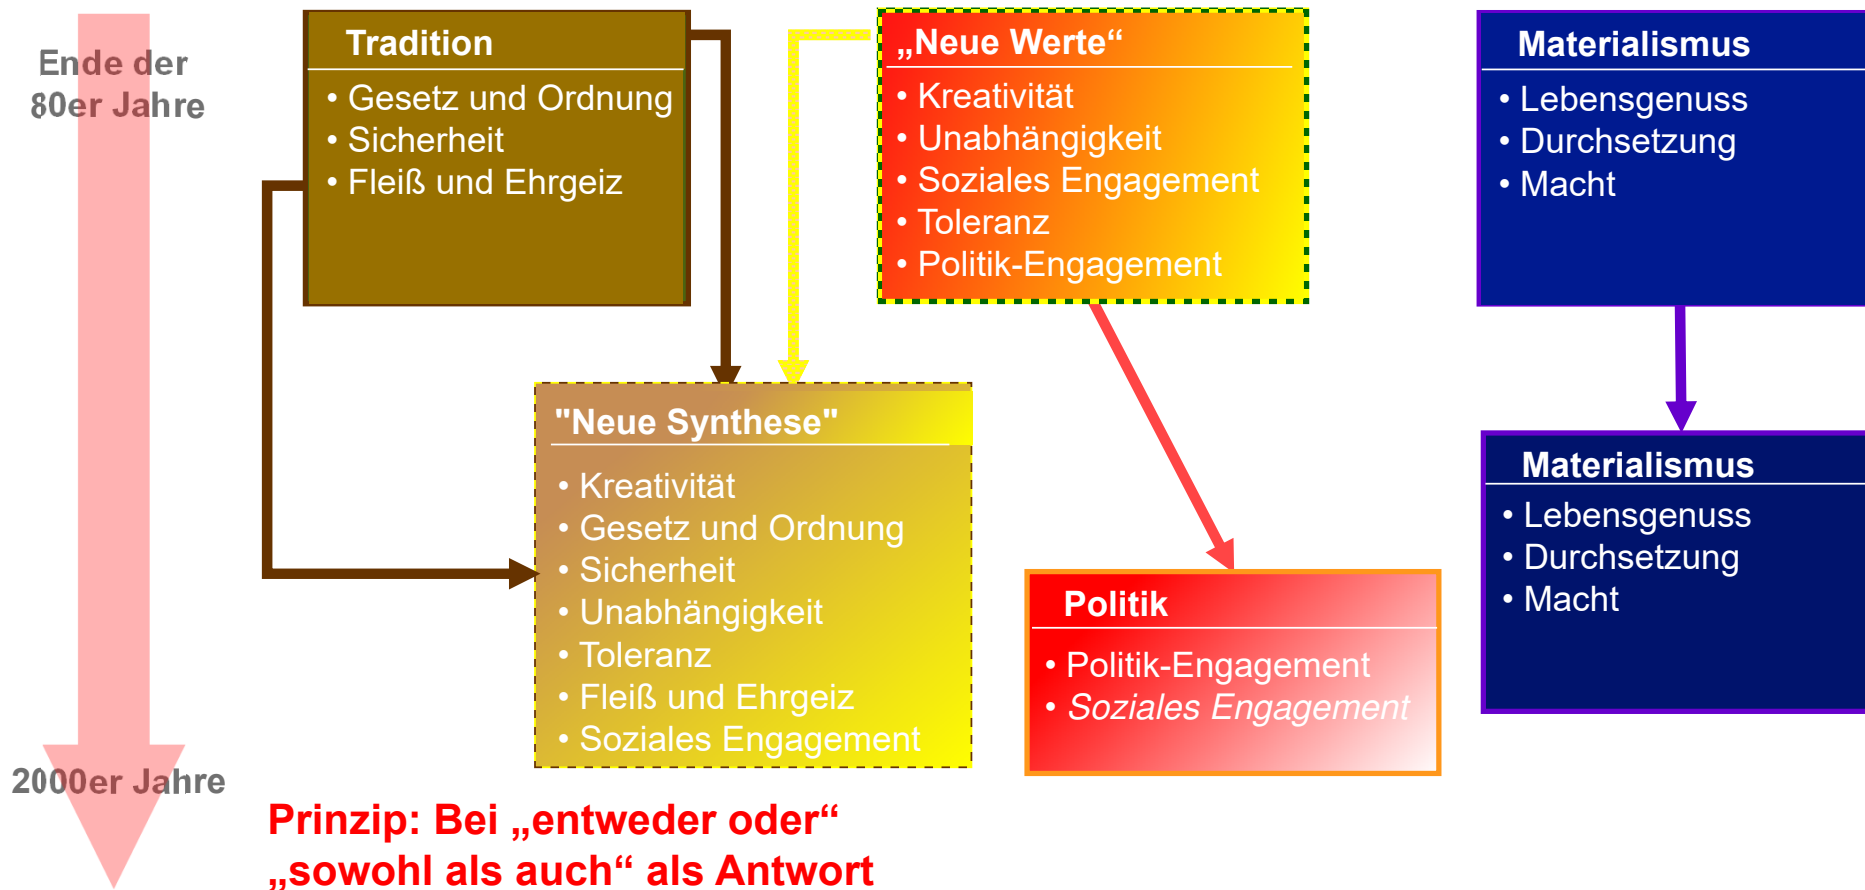 Ende der
80er Jahre
Tradition
• Gesetz und Ordnung
• Sicherheit
• Fleiß und Ehrgeiz
„Neue Werte“
• Kreativität
• Unabhängigkeit
• Soziales Engagement
• Toleranz
• Politik-Engagement
Materialismus
• Lebensgenuss
• Durchsetzung
• Macht
"Neue Synthese"
• Kreativität
• Gesetz und Ordnung
• Sicherheit
• Unabhängigkeit
• Toleranz
• Fleiß und Ehrgeiz
• Soziales Engagement
Politik
• Politik-Engagement
• Soziales Engagement
Materialismus
• Lebensgenuss
• Durchsetzung
• Macht
2000er Jahre
Prinzip: Bei „entweder oder“
„sowohl als auch“ als Antwort